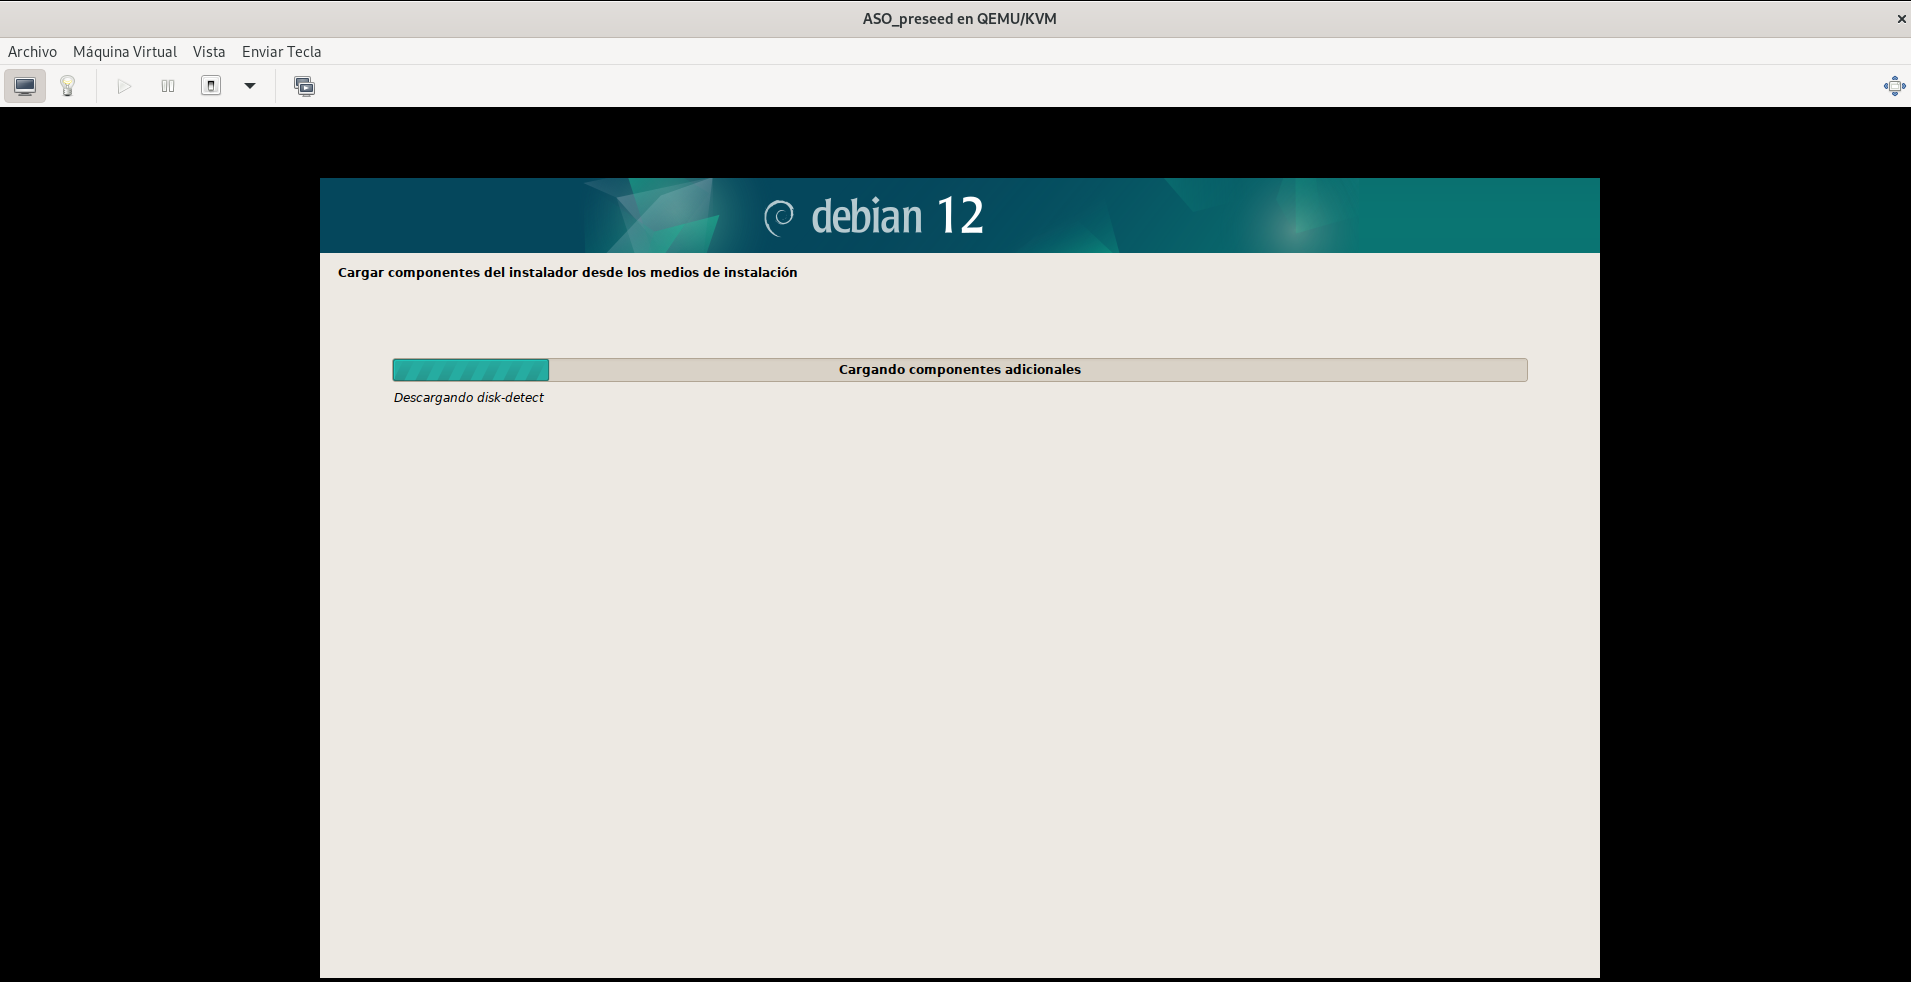 ASO_preseed en QEMU/KVM
Archivo Máquina Virtual Vista Enviar Tecla
debian 12
Cargar componentes del instalador desde los medios de instalación
Cargando componentes adicionales
Descargando disk-detect